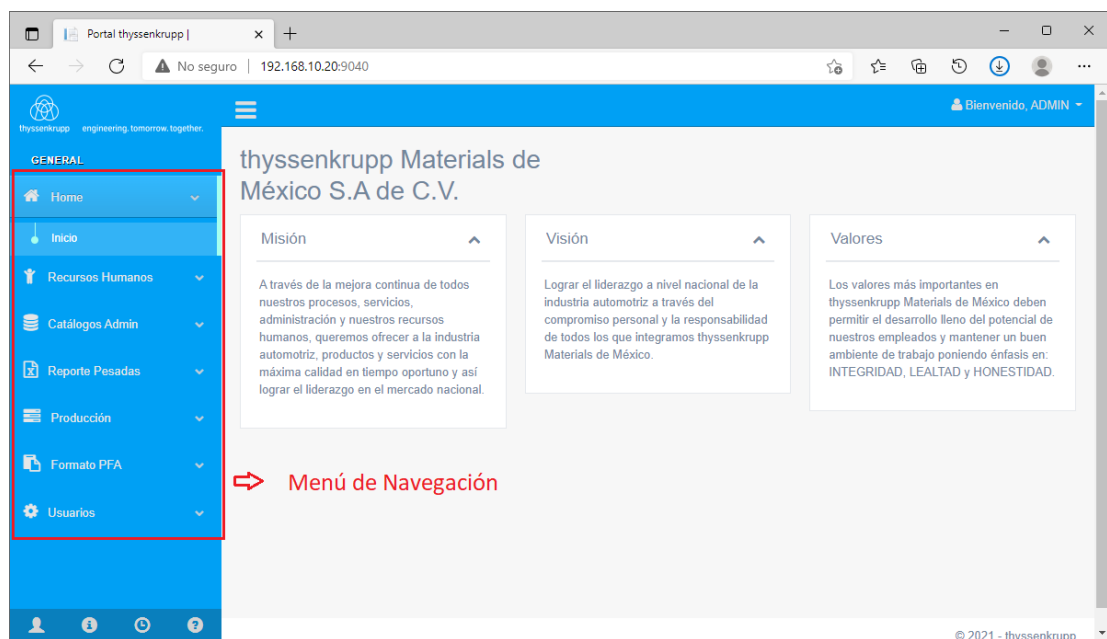 Portal thyssenkrupp |
No seguro | 192.168.10.20:9040
thyssenkrupp engineering. tomorrow. together.
Bienvenido, ADMIN
GENERAL
Home
Inicio
Recursos Humanos
Catálogos Admin
Reporte Pesadas
Producción
Formato PFA
Usuarios
thyssenkrupp Materials de
México S.A de C.V.
Misión
A través de la mejora continua de todos
nuestros procesos, servicios,
administración y nuestros recursos
humanos, queremos ofrecer a la industria
automotriz, productos y servicios con la
máxima calidad en tiempo oportuno y así
lograr el liderazgo en el mercado nacional.
Visión
Lograr el liderazgo a nivel nacional de la
industria automotriz a través del
compromiso personal y la responsabilidad
de todos los que integramos thyssenkrupp
Materials de México.
Valores
Los valores más importantes en
thyssenkrupp Materials de México deben
permitir el desarrollo lleno del potencial de
nuestros empleados y mantener un buen
ambiente de trabajo poniendo énfasis en:
INTEGRIDAD, LEALTAD y HONESTIDAD.
Menú de Navegación
© 2021 - thyssenkrupp